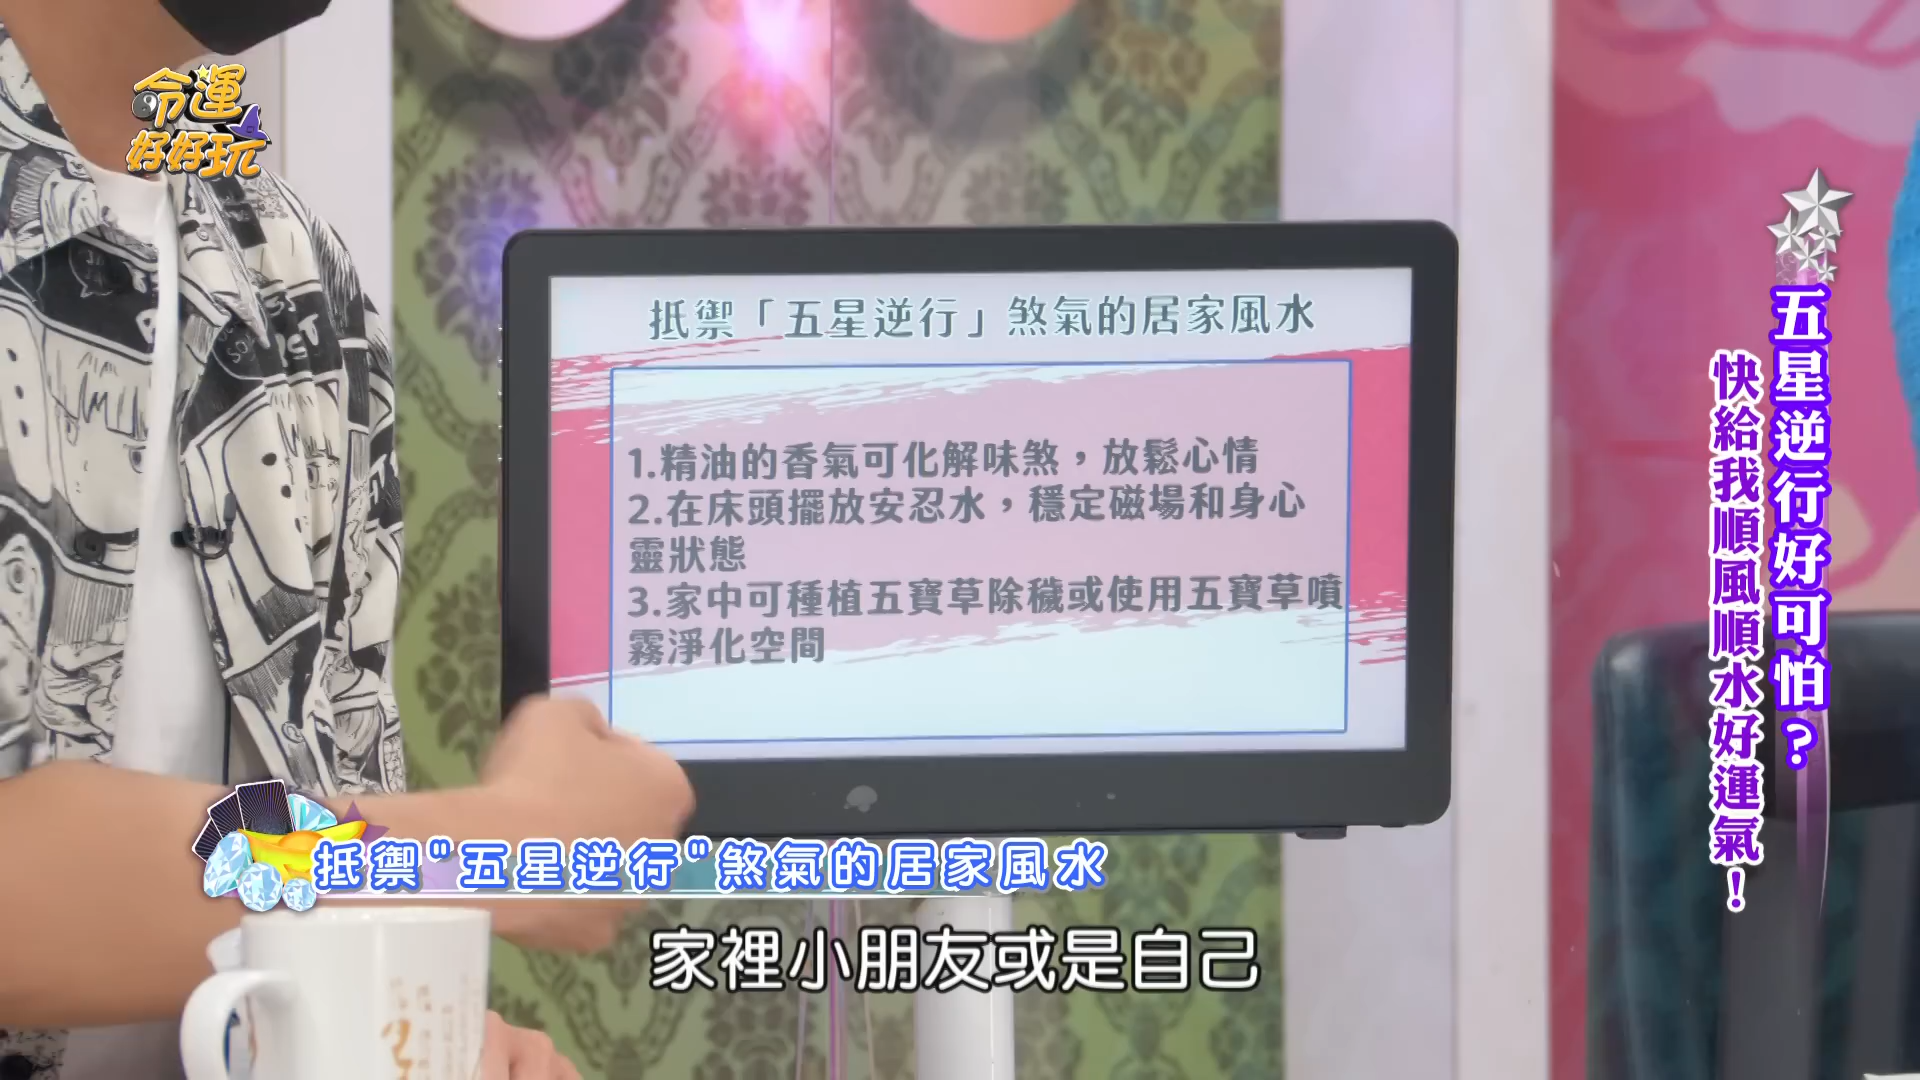 命運
好好玩
抵禦「五星逆行」煞氣的居家風水
1.精油的香氣可化解味煞，放鬆心情
2.在床頭擺放安忍水，穩定磁場和身心
靈狀態
3.家中可種植五寶草除穢或使用五寶草噴
霧淨化空間
五星逆行好可怕？
快給我順風順水好運氣！
抵禦"五星逆行"煞氣的居家風水
家裡小朋友或是自己